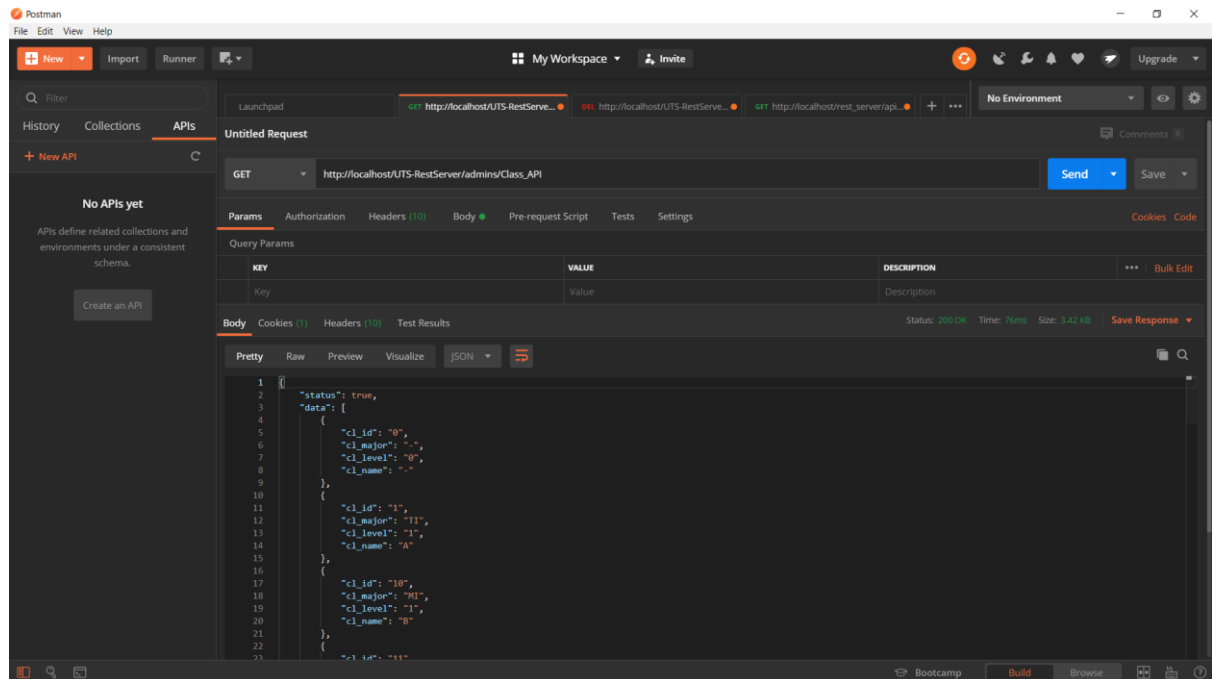 Postman
File Edit View Help
New Import Runner My Workspace Invite Upgrade
Filter
Launchpad GET http://localhost/UTS-RestServe... DEL http://localhost/UTS-RestServe... GET http://localhost/rest_server/api... + ••• No Environment
History Collections APIs
Untitled Request Comments 0
+ New API
GET http://localhost/UTS-RestServer/admins/Class_API Send Save
No APIs yet
APIs define related collections and
environments under a consistent
schema.
Create an API
Params Authorization Headers (10) Body Pre-request Script Tests Settings Cookies Code
Query Params
KEY VALUE DESCRIPTION ••• Bulk Edit
Key Value Description
Body Cookies (1) Headers (10) Test Results Status: 200 OK Time: 76ms Size: 3.42 KB Save Response
Pretty Raw Preview Visualize JSON
1 {
2 "status": true,
3 "data": [
4 {
5 "cl_id": "0",
6 "cl_major": "-",
7 "cl_level": "0",
8 "cl_name": "-"
9 },
10 {
11 "cl_id": "1",
12 "cl_major": "TI",
13 "cl_level": "1",
14 "cl_name": "A"
15 },
16 {
17 "cl_id": "10",
18 "cl_major": "MI",
19 "cl_level": "1",
20 "cl_name": "B"
21 },
22 {
23 "cl_id": "11",
Bootcamp Build Browse